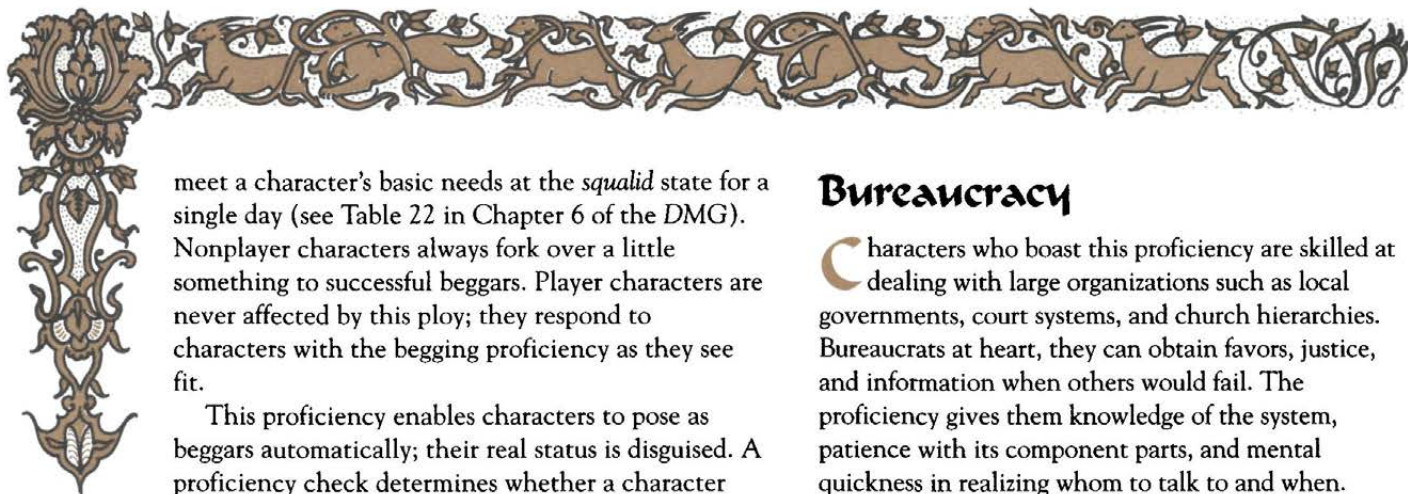 meet a character's basic needs at the squalid state for a
single day (see Table 22 in Chapter 6 of the DMG).
Nonplayer characters always fork over a little
something to successful beggars. Player characters are
never affected by this ploy; they respond to
characters with the begging proficiency as they see
fit.
This proficiency enables characters to pose as
beggars automatically; their real status is disguised. A
proficiency check determines whether a character
Bureaucracy
Characters who boast this proficiency are skilled at
dealing with large organizations such as local
governments, court systems, and church hierarchies.
Bureaucrats at heart, they can obtain favors, justice,
and information when others would fail. The
proficiency gives them knowledge of the system,
patience with its component parts, and mental
quickness in realizing whom to talk to and when.